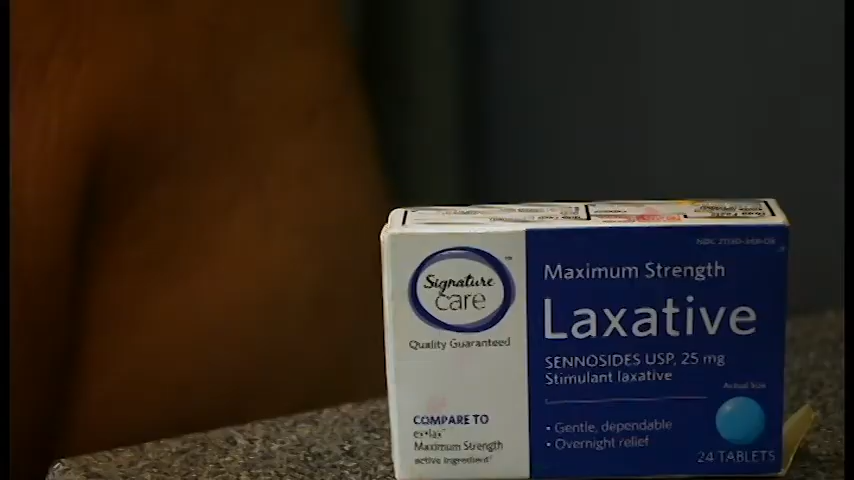 Signature
care
Quality Guaranteed
COMPARE TO
ex•lax
Maximum Strength
active ingredient
Maximum Strength
Laxative
SENNOSIDES USP, 25 mg
Stimulant laxative
Actual Size
• Gentle, dependable
• Overnight relief
24 TABLETS